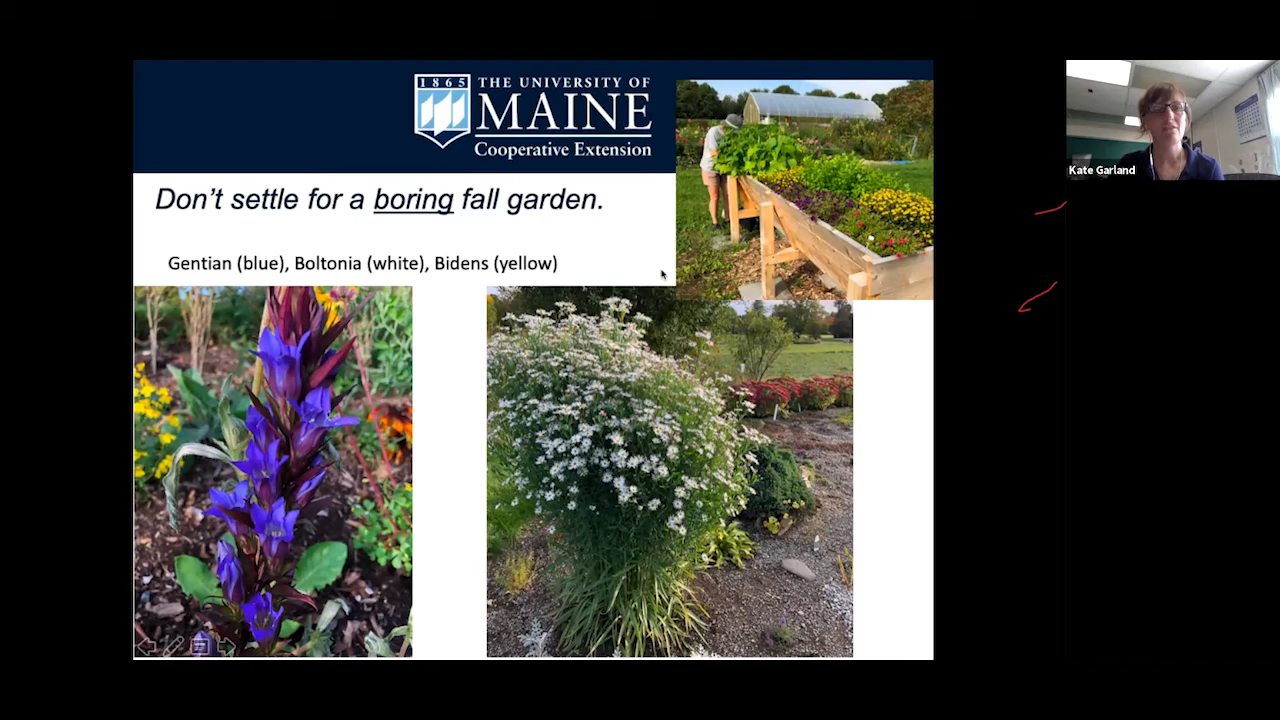 1865
THE UNIVERSITY OF
MAINE
Cooperative Extension
Don't settle for a boring fall garden.
Gentian (blue), Boltonia (white), Bidens (yellow)
Kate Garland